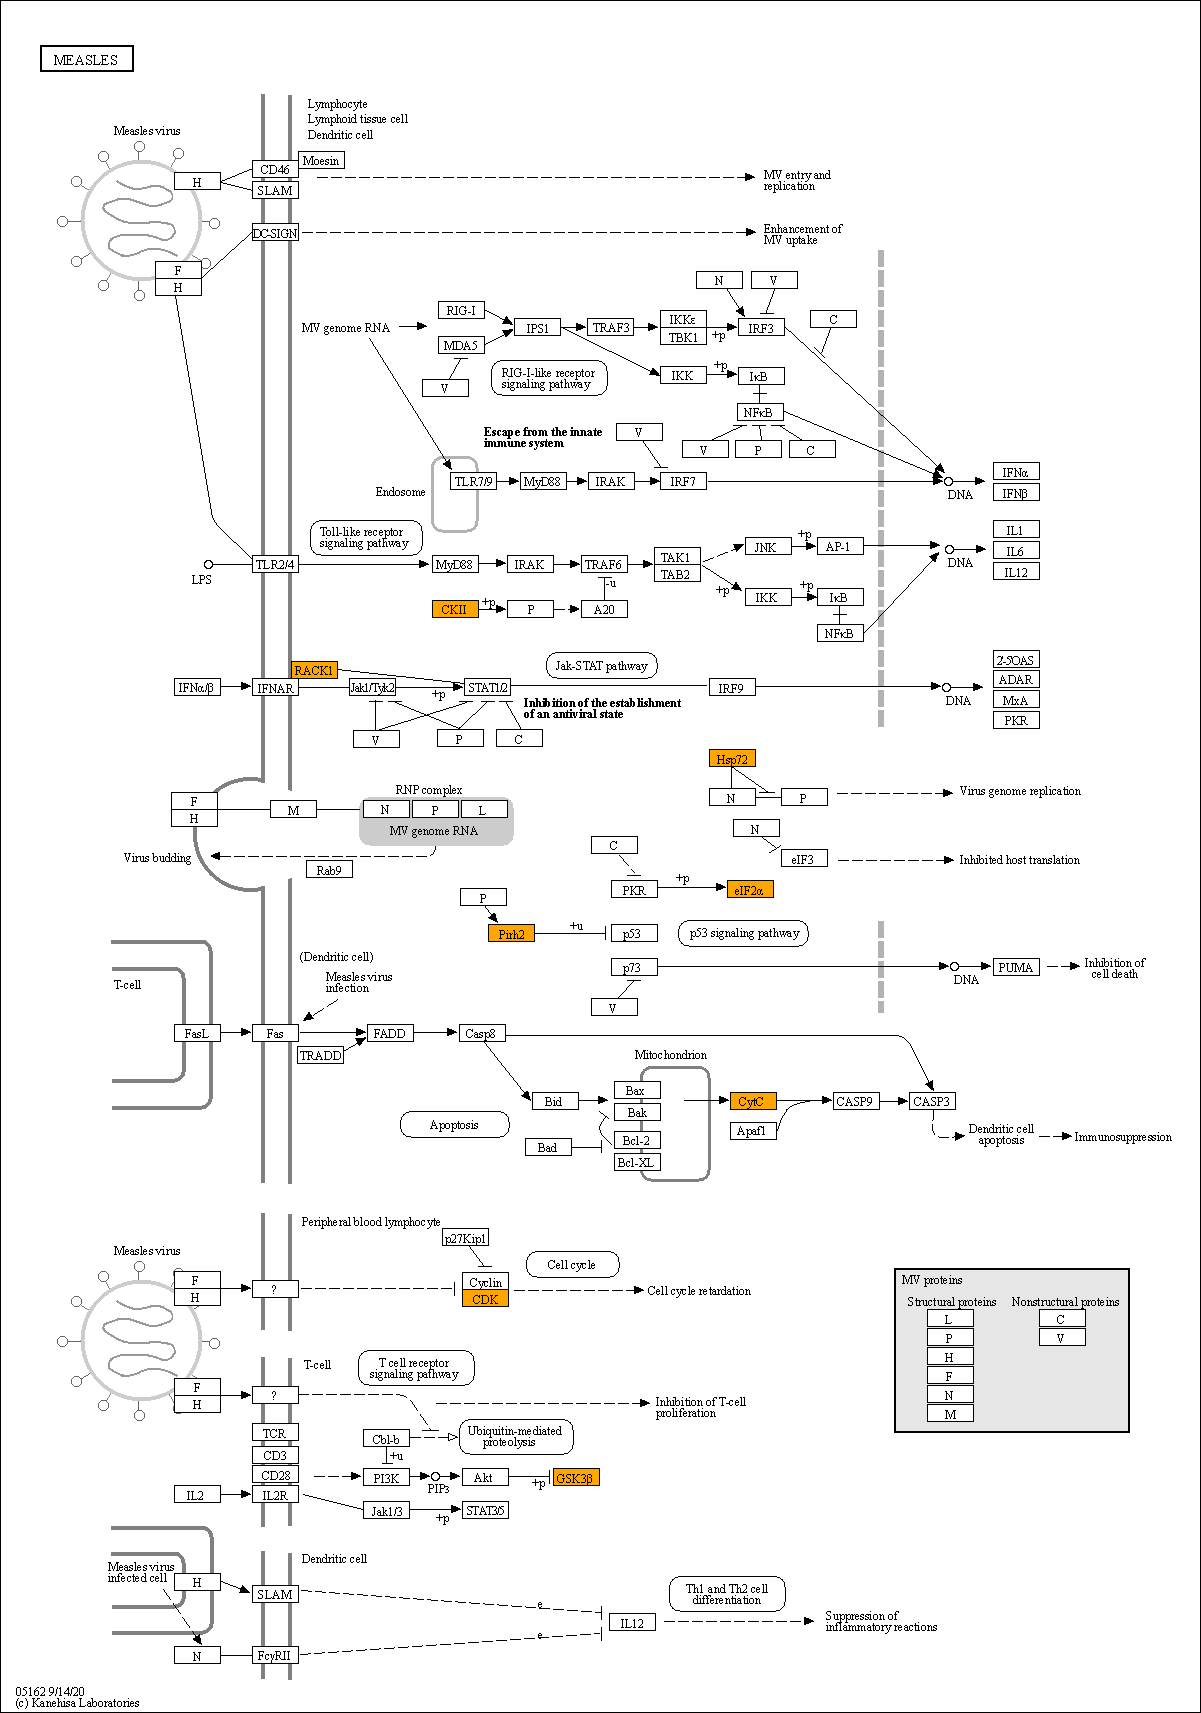 MEASLES
Lymphocyte
Lymphoid tissue cell
Dendritic cell
Measles virus
H
CD46
Moesin
SLAM
MV entry and
replication
DC-SIGN
Enhancement of
MV uptake
F
H
N
V
RIG-I
MV genome RNA
IPS1
TRAF3
IKKε
TBK1
+p
IRF3
C
MDA5
V
RIG-I-like receptor
signaling pathway
IKK
+p
IκB
NFκB
V
P
C
Escape from the innate
immune system
V
Endosome
TLR7/9
MyD88
IRAK
IRF7
DNA
IFNα
IFNβ
Toll-like receptor
signaling pathway
LPS
TLR2/4
MyD88
IRAK
TRAF6
TAK1
TAB2
JNK
+p
AP-1
DNA
IL1
IL6
IL12
-u
+p
IKK
+p
IκB
NFκB
CKII
+p
P
A20
RACK1
Jak-STAT pathway
IFNα/β
IFNAR
Jak1/Tyk2
+p
STAT1/2
IRF9
DNA
2'-5'OAS
ADAR
MxA
PKR
Inhibition of the establishment
of an antiviral state
V
P
C
Hsp72
N
P
Virus genome replication
RNP complex
F
H
M
N
P
L
MV genome RNA
Virus budding
Rab9
N
eIF3
Inhibited host translation
C
PKR
+p
eIF2α
P
Pirh2
+u
p53
p53 signaling pathway
p73
V
DNA
PUMA
Inhibition of
cell death
T-cell
(Dendritic cell)
Measles virus
infection
FasL
Fas
FADD
TRADD
Casp8
Mitochondrion
Bid
Bax
Bak
Bcl-2
Bcl-XL
Bad
Apoptosis
CytC
Apaf1
CASP9
CASP3
Dendritic cell
apoptosis
Immunosuppression
Peripheral blood lymphocyte
p27Kip1
Measles virus
F
H
?
Cyclin
CDK
Cell cycle
Cell cycle retardation
MV proteins
Structural proteins
Nonstructural proteins
L
P
H
F
N
M
C
V
T-cell
T cell receptor
signaling pathway
F
H
?
Inhibition of T-cell
proliferation
TCR
CD3
CD28
Cbl-b
+u
Ubiquitin-mediated
proteolysis
PI3K
PIP3
Akt
+p
GSK3β
IL2
IL2R
Jak1/3
+p
STAT3/5
Dendritic cell
Measles virus
infected cell
H
SLAM
e
IL12
Th1 and Th2 cell
differentiation
Suppression of
inflammatory reactions
N
FcγRII
e
05162 9/14/20
(c) Kanehisa Laboratories